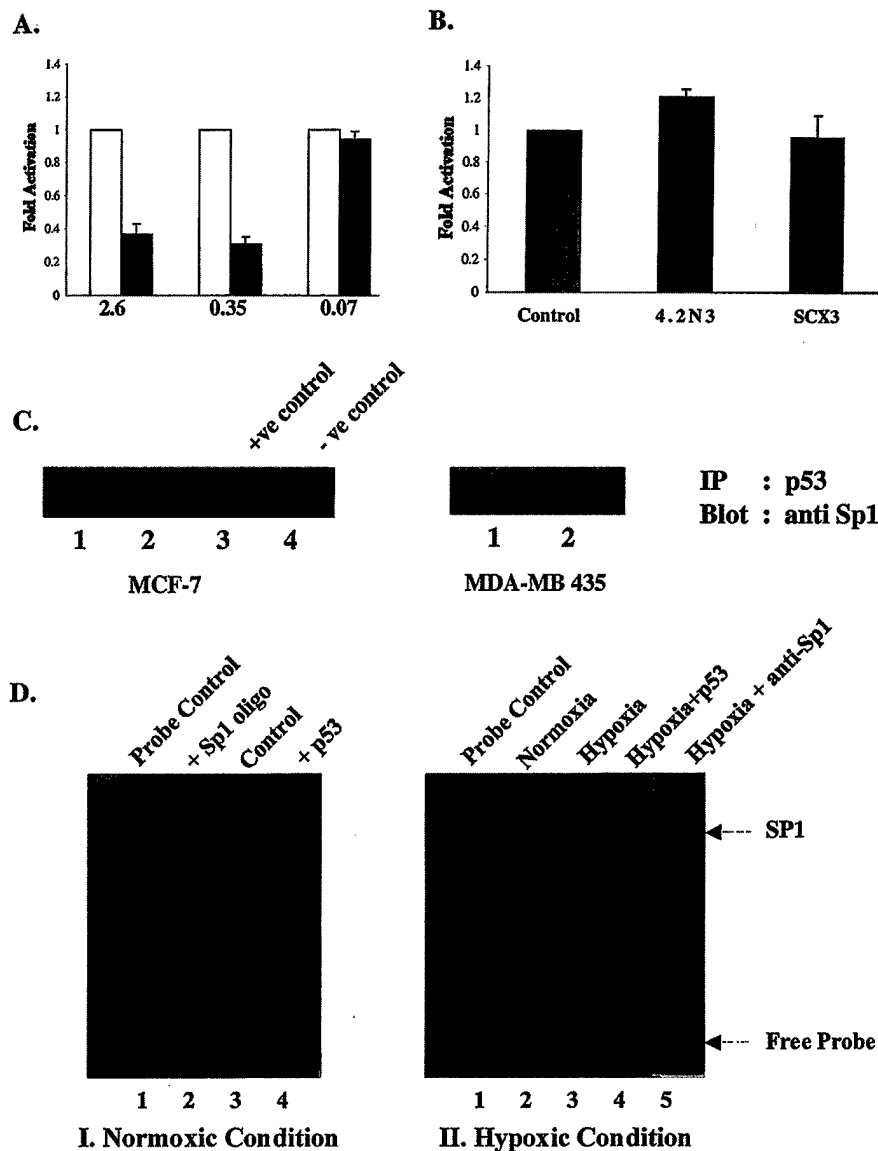 A.
1.4
1.2
1
0.8
0.6
0.4
0.2
0
Fold Activation
2.6 0.35 0.07
B.
1.4
1.2
1
0.8
0.6
0.4
0.2
0
Fold Activation
Control 4.2N3 SCX3
C.
+ve control
- ve control
1 2 3 4
MCF-7
1 2
MDA-MB 435
IP : p53
Blot : anti Sp1
D.
Probe Control
+ Sp1 oligo
Control
+ p53
1 2 3 4
I. Normoxic Condition
Probe Control
Normoxia
Hypoxia
Hypoxia+p53
Hypoxia + anti-Sp1
SP1
Free Probe
1 2 3 4 5
II. Hypoxic Condition